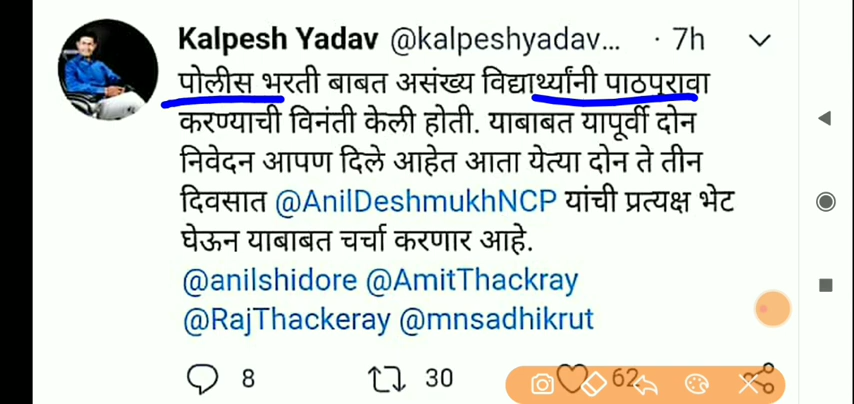 Kalpesh Yadav @kalpeshyadav... · 7h
पोलीस भरती बाबत असंख्य विद्यार्थ्यांनी पाठपुरावा
करण्याची विनंती केली होती. याबाबत यापूर्वी दोन
निवेदन आपण दिले आहेत आता येत्या दोन ते तीन
दिवसात @AnilDeshmukhNCP यांची प्रत्यक्ष भेट
घेऊन याबाबत चर्चा करणार आहे.
@anilshidore @AmitThackray
@RajThackeray @mnsadhikrut
8 30 62